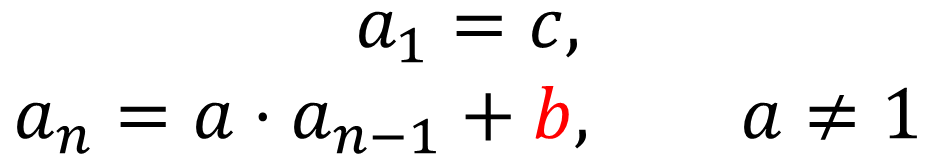 a₁ = c,
aₙ = a · aₙ₋₁ + b, a ≠ 1